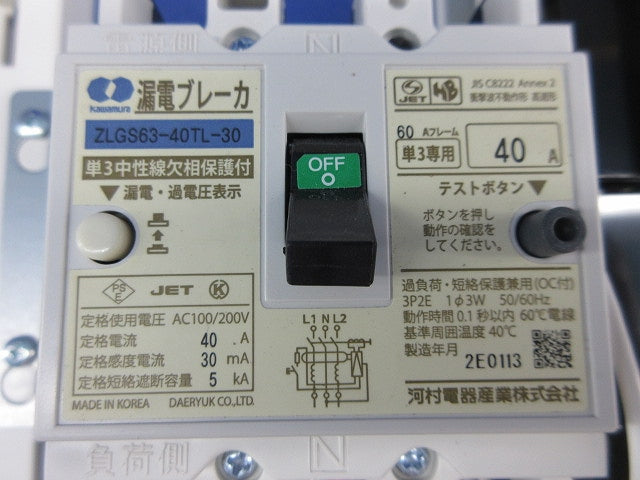 電源側 N
Kawamura 漏電ブレーカ
ZLGS63-40TL-30
単3中性線欠相保護付
▼漏電・過電圧表示
OFF
JET HB JIS C8222 Annex 2
衝撃波不動作形 高速形
60 Aフレーム
単3専用 40 A
テストボタン▼
ボタンを押し
動作の確認を
してください。
PS E JET K
定格使用電圧 AC100/200V
定格電流 40 .A
定格感度電流 30 mA
定格短絡遮断容量 5 kA
MADE IN KOREA DAERYUK CO.,LTD.
L1 N L2
過負荷・短絡保護兼用(OC付)
3P2E 1φ3W 50/60Hz
動作時間 0.1秒以内 60℃電線
基準周囲温度 40℃
製造年月 2E0113
河村電器産業株式会社
負荷側 N